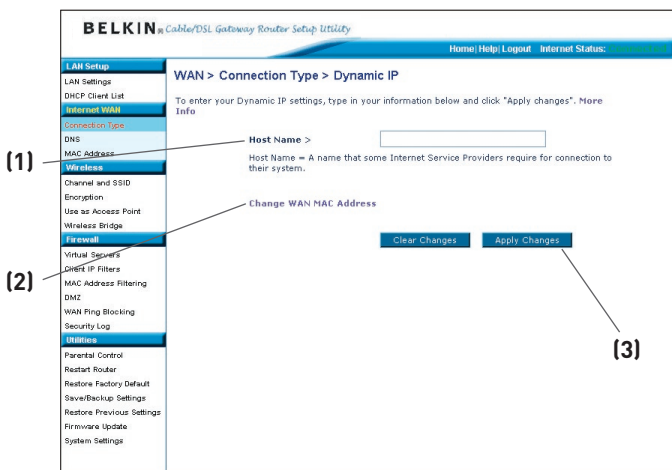 BELKIN® Cable/DSL Gateway Router Setup Utility
Home|Help|Logout Internet Status:
LAN Setup
LAN Settings
DHCP Client List
Internet WAN
Connection Type
DNS
MAC Address
Wireless
Channel and SSID
Encryption
Use as Access Point
Wireless Bridge
Firewall
Virtual Servers
Client IP Filters
MAC Address Filtering
DMZ
WAN Ping Blocking
Security Log
Utilities
Parental Control
Restart Router
Restore Factory Default
Save/Backup Settings
Restore Previous Settings
Firmware Update
System Settings
WAN > Connection Type > Dynamic IP
To enter your Dynamic IP settings, type in your information below and click "Apply changes". More
Info
Host Name >
Host Name = A name that some Internet Service Providers require for connection to
their system.
Change WAN MAC Address
Clear Changes
Apply Changes
(1)
(2)
(3)